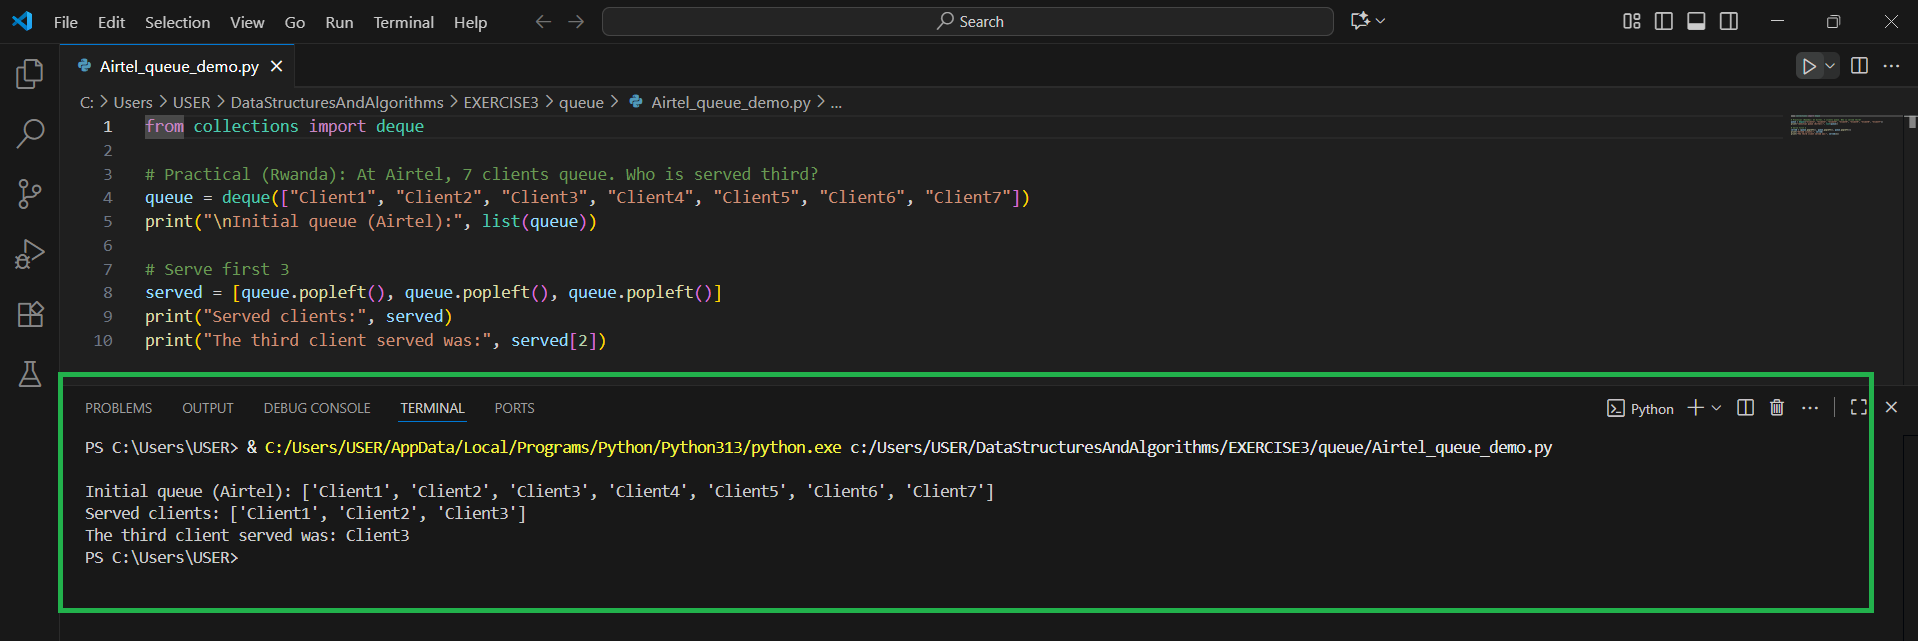 File Edit Selection View Go Run Terminal Help Search
Airtel_queue_demo.py
C: > Users > USER > DataStructuresAndAlgorithms > EXERCISE3 > queue > Airtel_queue_demo.py > ...
1 from collections import deque
2
3 # Practical (Rwanda): At Airtel, 7 clients queue. Who is served third?
4 queue = deque(["Client1", "Client2", "Client3", "Client4", "Client5", "Client6", "Client7"])
5 print("\nInitial queue (Airtel):", list(queue))
6
7 # Serve first 3
8 served = [queue.popleft(), queue.popleft(), queue.popleft()]
9 print("Served clients:", served)
10 print("The third client served was:", served[2])
PROBLEMS OUTPUT DEBUG CONSOLE TERMINAL PORTS Python
PS C:\Users\USER> & C:/Users/USER/AppData/Local/Programs/Python/Python313/python.exe c:/Users/USER/DataStructuresAndAlgorithms/EXERCISE3/queue/Airtel_queue_demo.py
Initial queue (Airtel): ['Client1', 'Client2', 'Client3', 'Client4', 'Client5', 'Client6', 'Client7']
Served clients: ['Client1', 'Client2', 'Client3']
The third client served was: Client3
PS C:\Users\USER>